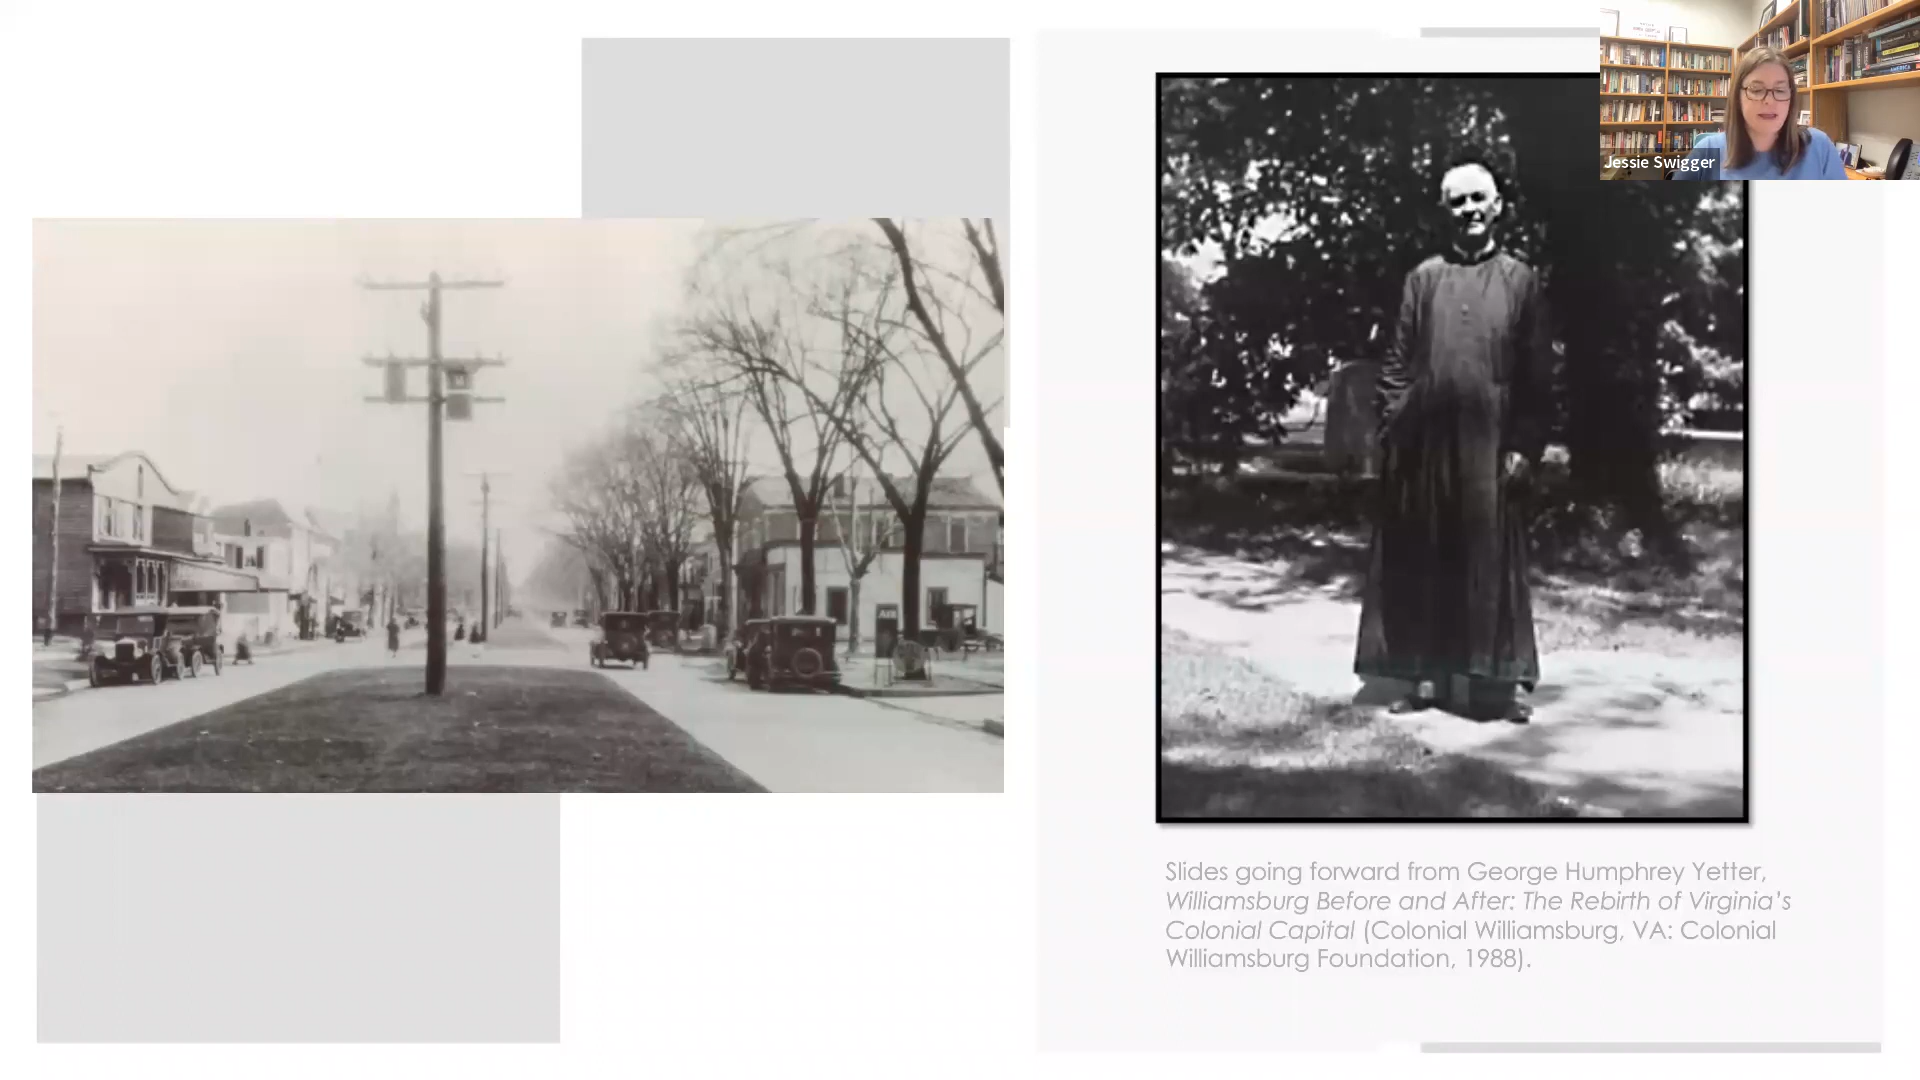 Jessie Swigger
AIR
Slides going forward from George Humphrey Yetter,
Williamsburg Before and After: The Rebirth of Virginia's
Colonial Capital (Colonial Williamsburg, VA: Colonial
Williamsburg Foundation, 1988).